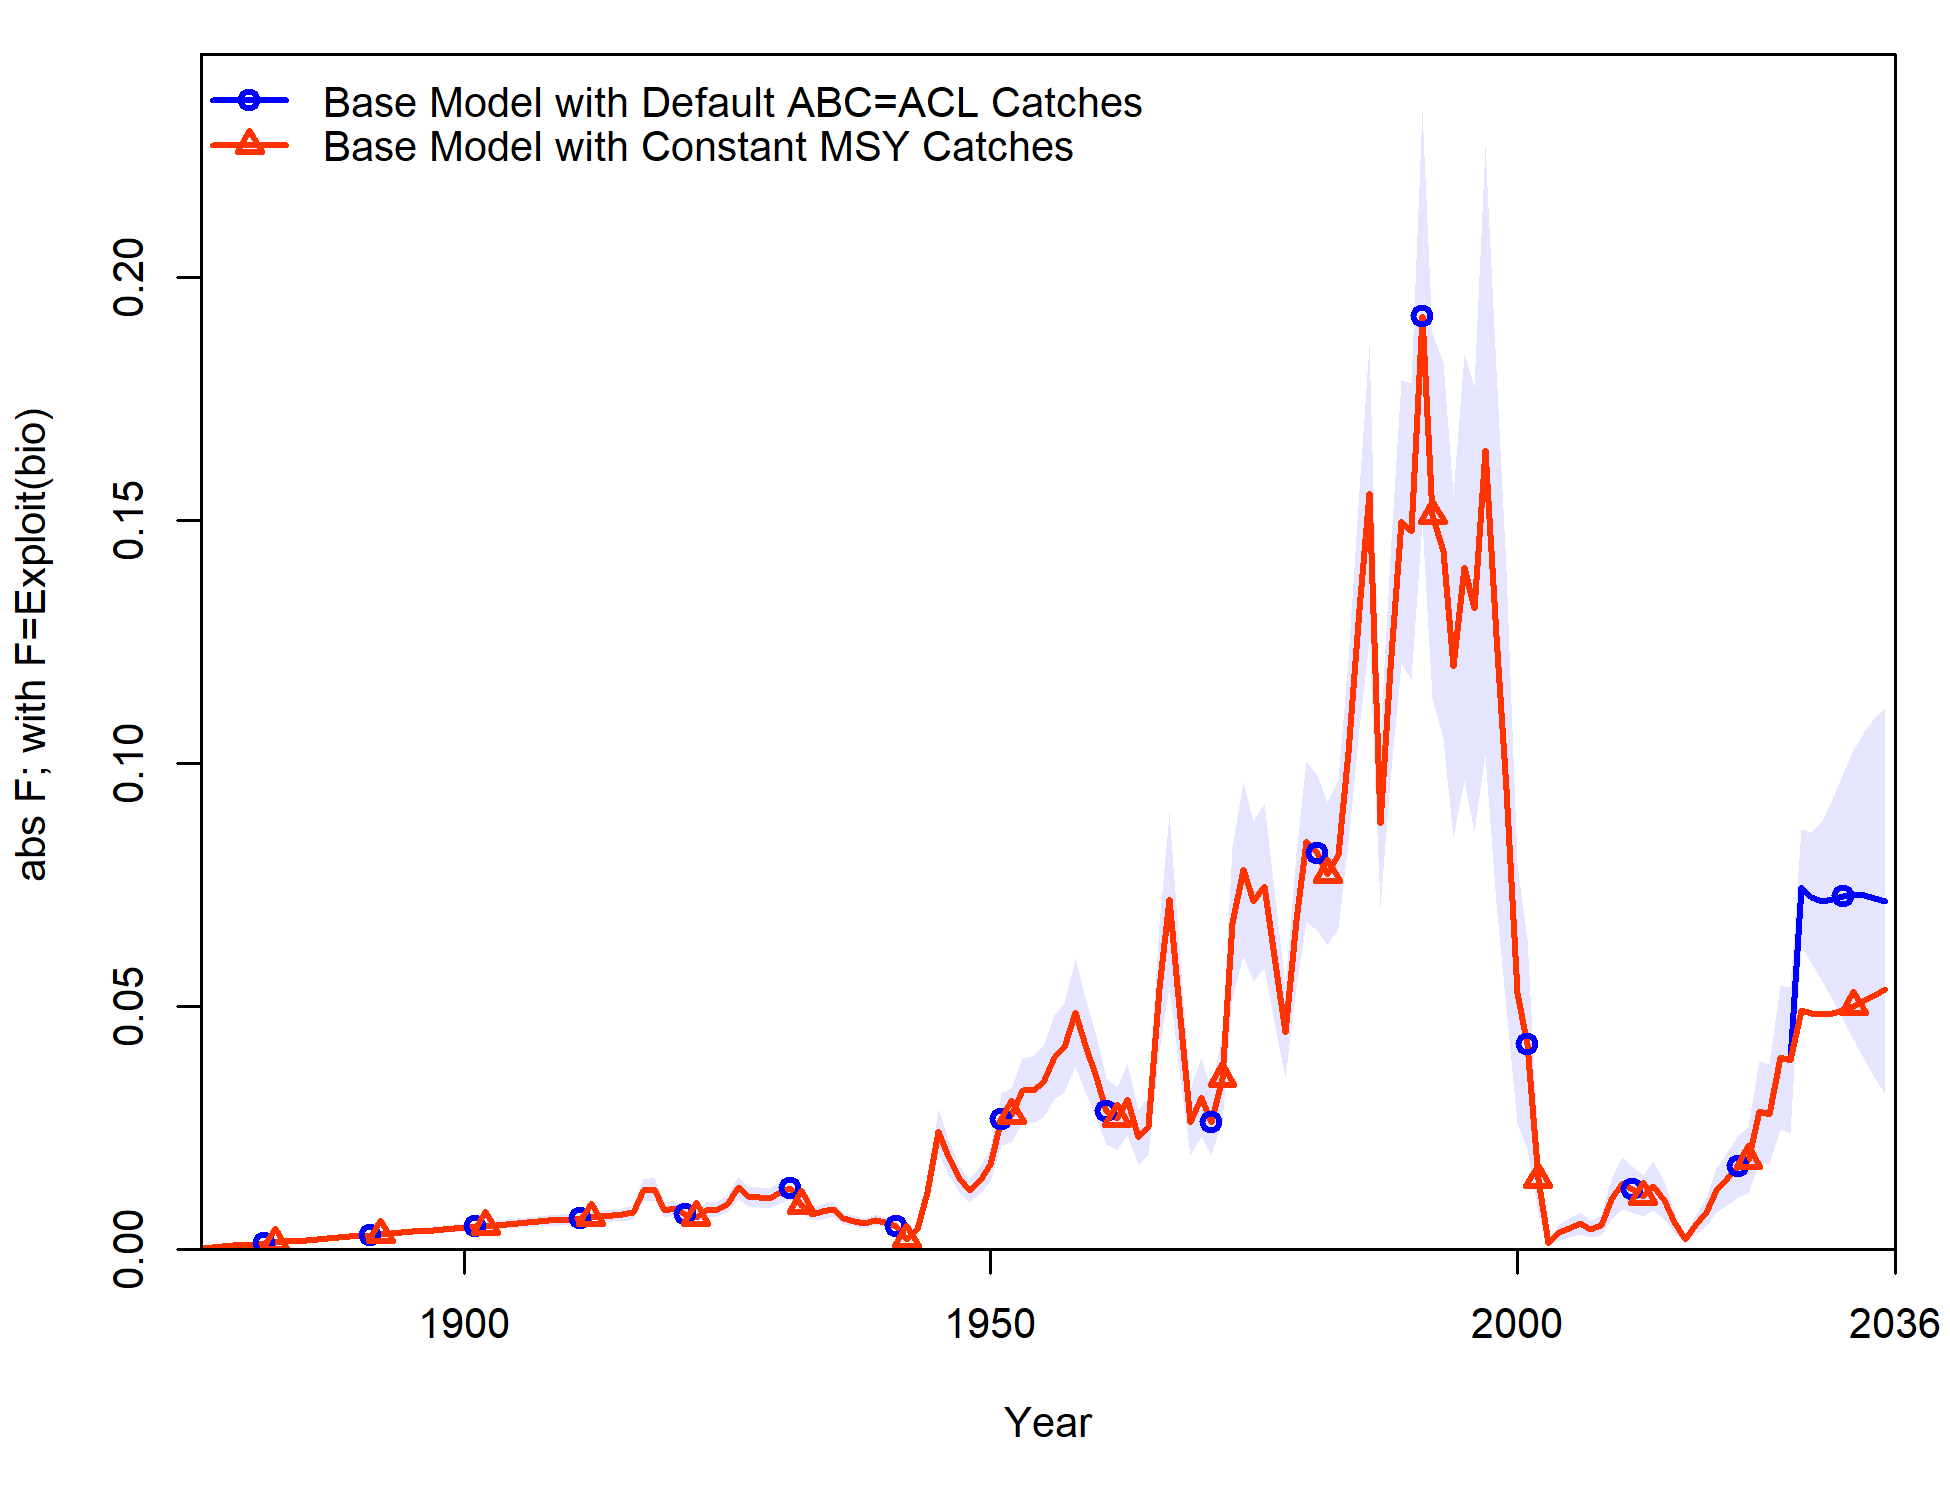 Base Model with Default ABC=ACL Catches
Base Model with Constant MSY Catches
abs F; with F=Exploit(bio)
0.20
0.15
0.10
0.05
0.00
1900 1950 2000 2036
Year